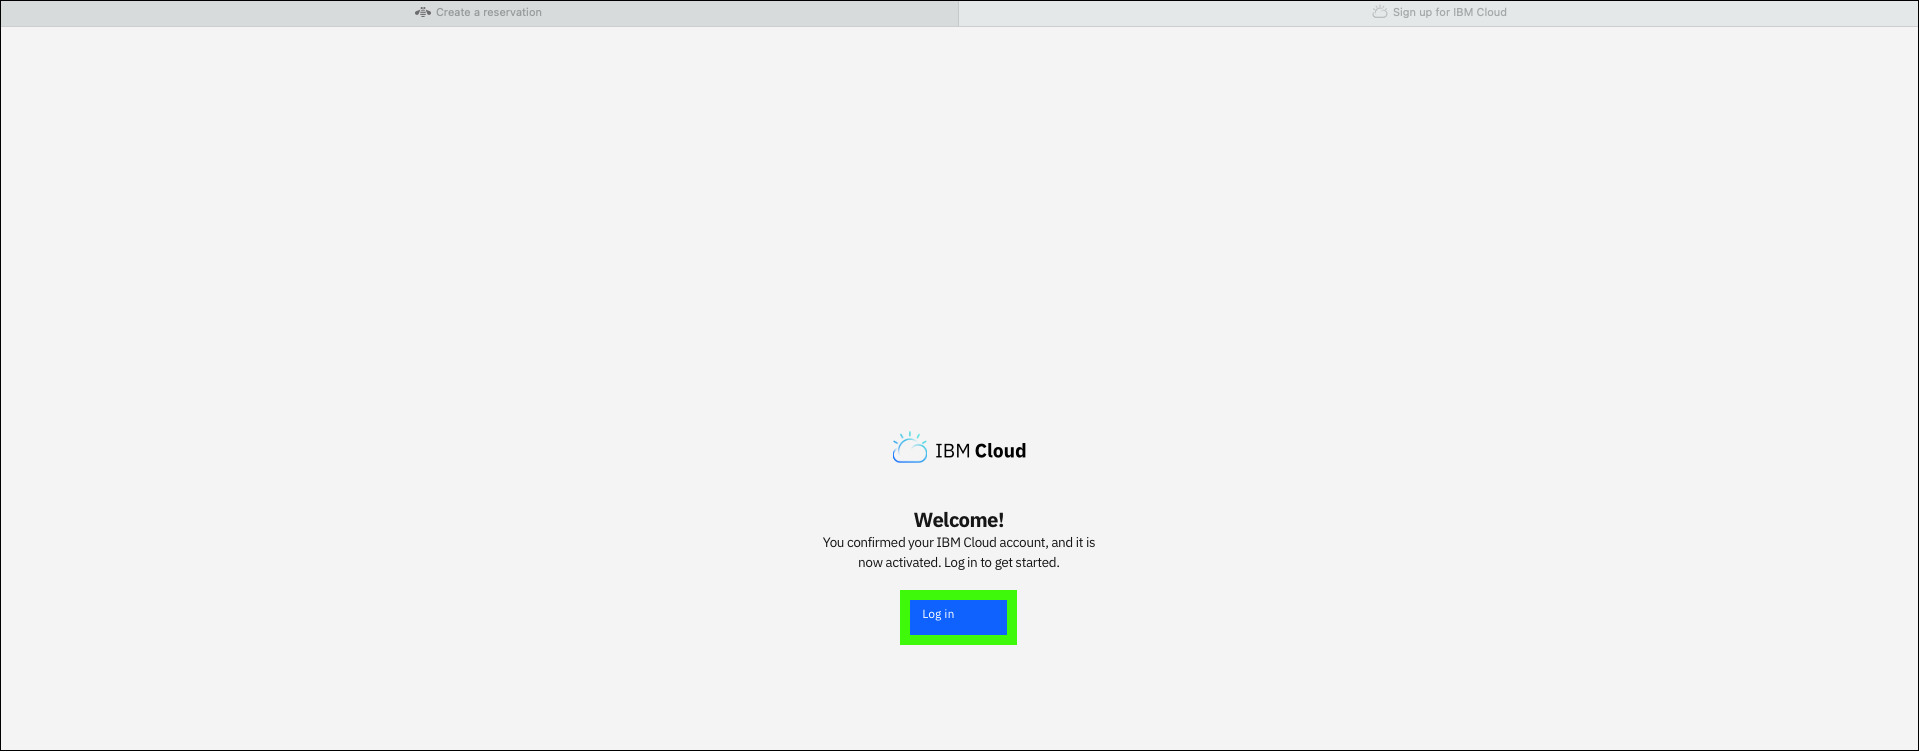 Create a reservation
Sign up for IBM Cloud
IBM Cloud
Welcome!
You confirmed your IBM Cloud account, and it is
now activated. Log in to get started.
Log in